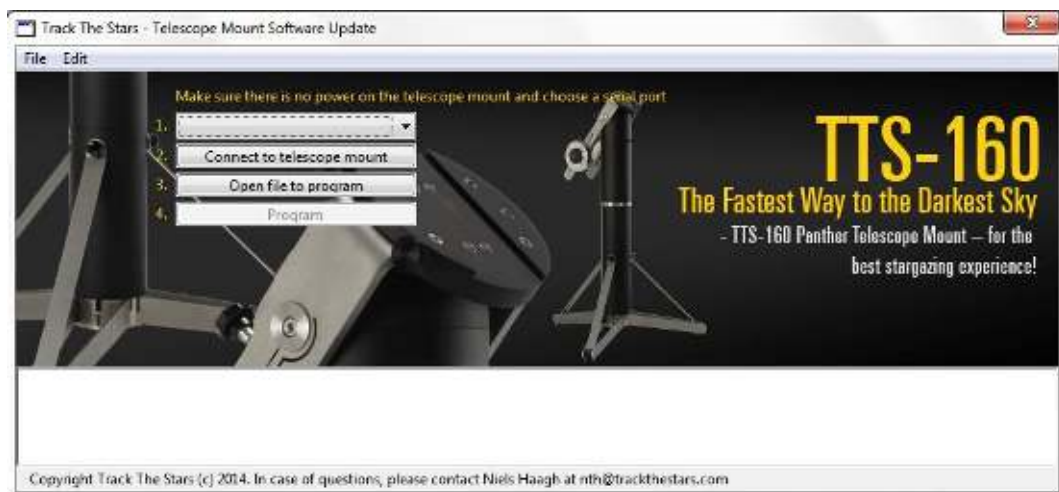 Track The Stars - Telescope Mount Software Update
File Edit
Make sure there is no power on the telescope mount and choose a serial port
1.
2. Connect to telescope mount
3. Open file to program
4. Program
TTS-160
The Fastest Way to the Darkest Sky
- TTS-160 Panther Telescope Mount – for the
best stargazing experience!
Copyright Track The Stars (c) 2014. In case of questions, please contact Niels Haagh at nth@trackthestars.com